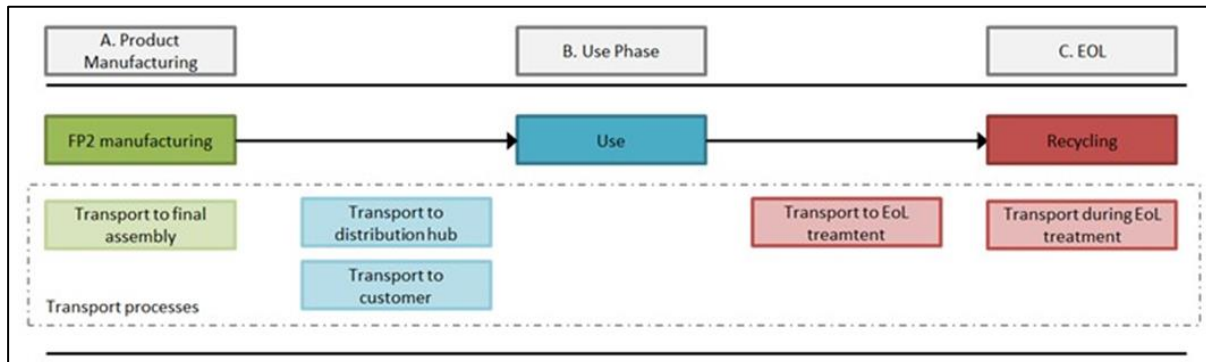 A. Product
Manufacturing
B. Use Phase
C. EOL
FP2 manufacturing
Use
Recycling
Transport to final
assembly
Transport to
distribution hub
Transport to
customer
Transport to EoL
treamtent
Transport during EoL
treatment
Transport processes